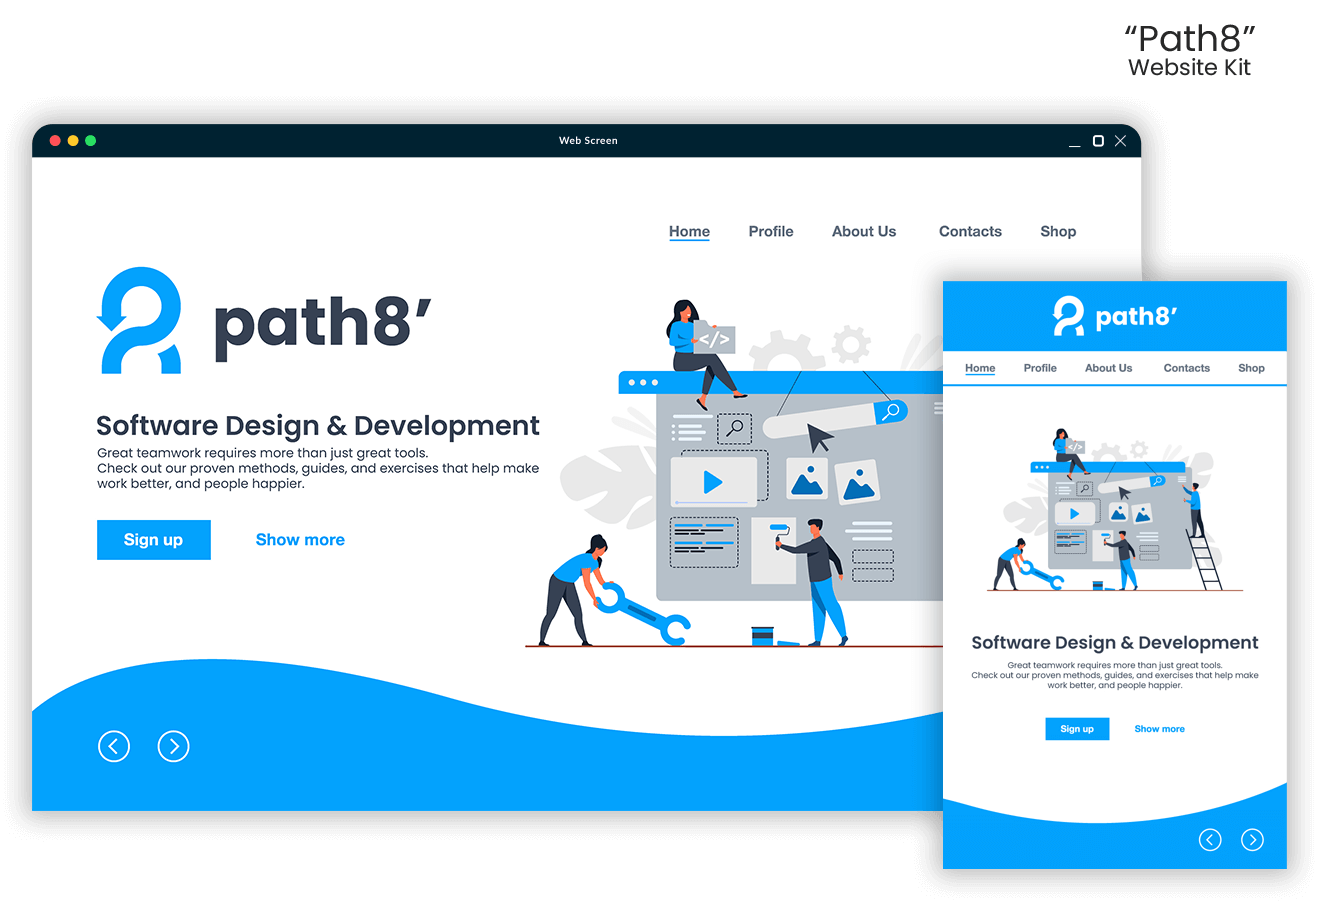 “Path8”
Website Kit
Web Screen
Home Profile About Us Contacts Shop
path8’
Software Design & Development
Great teamwork requires more than just great tools.
Check out our proven methods, guides, and exercises that help make
work better, and people happier.
Sign up Show more
</>
path8’
Home Profile About Us Contacts Shop
</>
Software Design & Development
Great teamwork requires more than just great tools.
Check out our proven methods, guides, and exercises that help make
work better, and people happier.
Sign up Show more